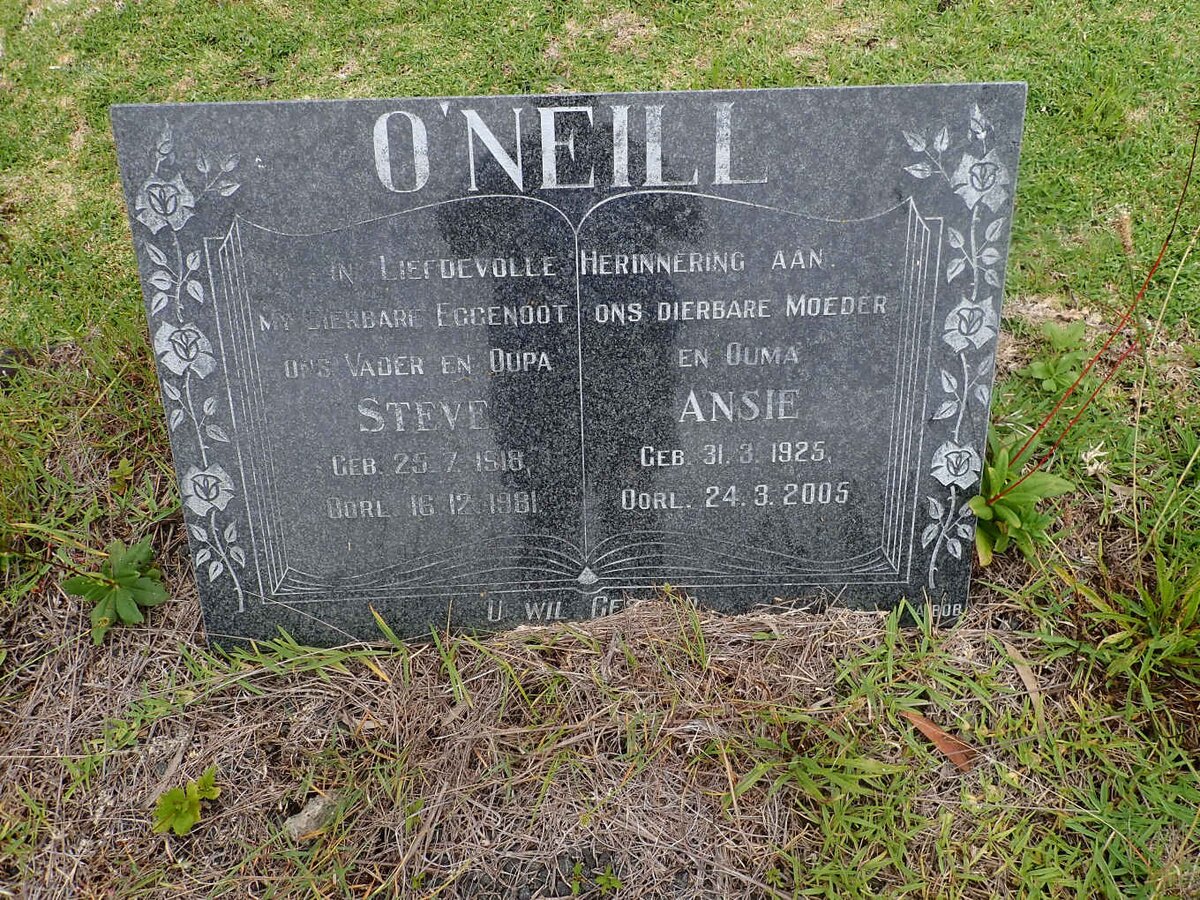 O'NEILL
IN LIEFDEVOLLE HERINNERING AAN
MY DIERBARE EGGENOOT
ONS VADER EN OUPA
STEVE
GEB. 25.7.1918,
OORL 16.12.1981.
ONS DIERBARE MOEDER
EN OUMA
ANSIE
GEB. 31.3.1925,
OORL. 24.3.2005
U WIL
BOB